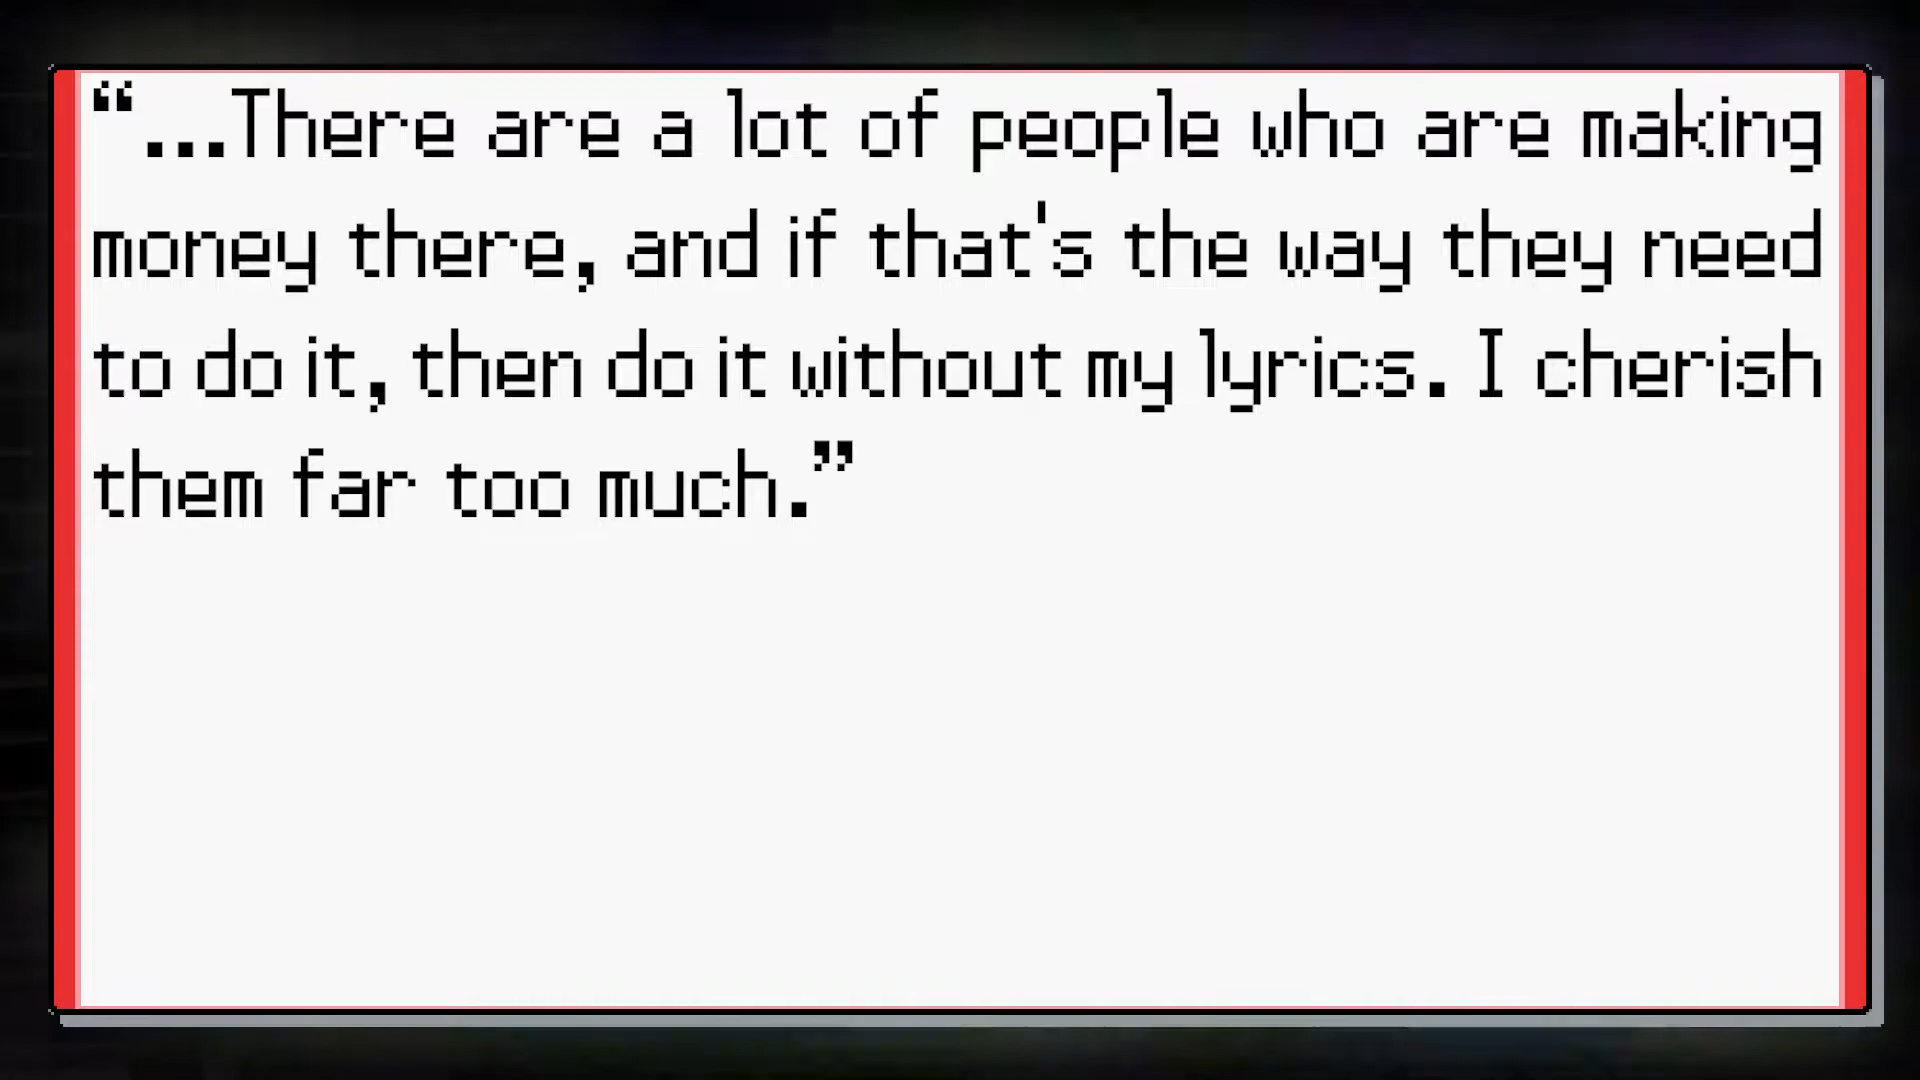 “...There are a lot of people who are making
money there, and if that's the way they need
to do it, then do it without my lyrics. I cherish
them far too much.”